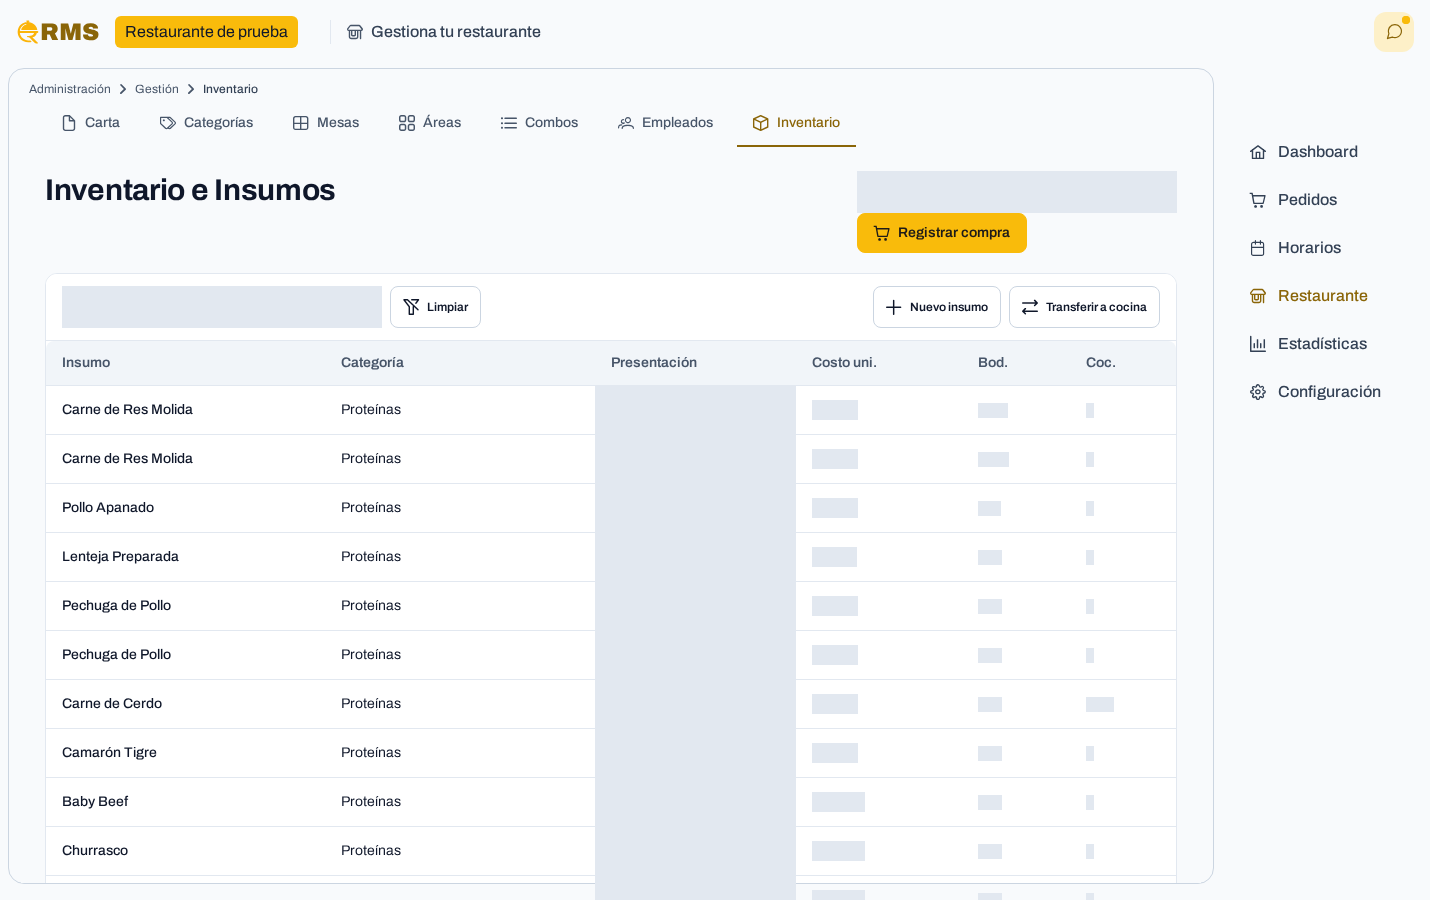 RMS
Restaurante de prueba
Gestiona tu restaurante
Administración > Gestión > Inventario
Carta
Categorías
Mesas
Áreas
Combos
Empleados
Inventario
Inventario e Insumos
Registrar compra
Limpiar
Nuevo insumo
Transferir a cocina
Insumo Categoría Presentación Costo uni. Bod. Coc.
Carne de Res Molida Proteínas
Carne de Res Molida Proteínas
Pollo Apanado Proteínas
Lenteja Preparada Proteínas
Pechuga de Pollo Proteínas
Pechuga de Pollo Proteínas
Carne de Cerdo Proteínas
Camarón Tigre Proteínas
Baby Beef Proteínas
Churrasco Proteínas
Dashboard
Pedidos
Horarios
Restaurante
Estadísticas
Configuración